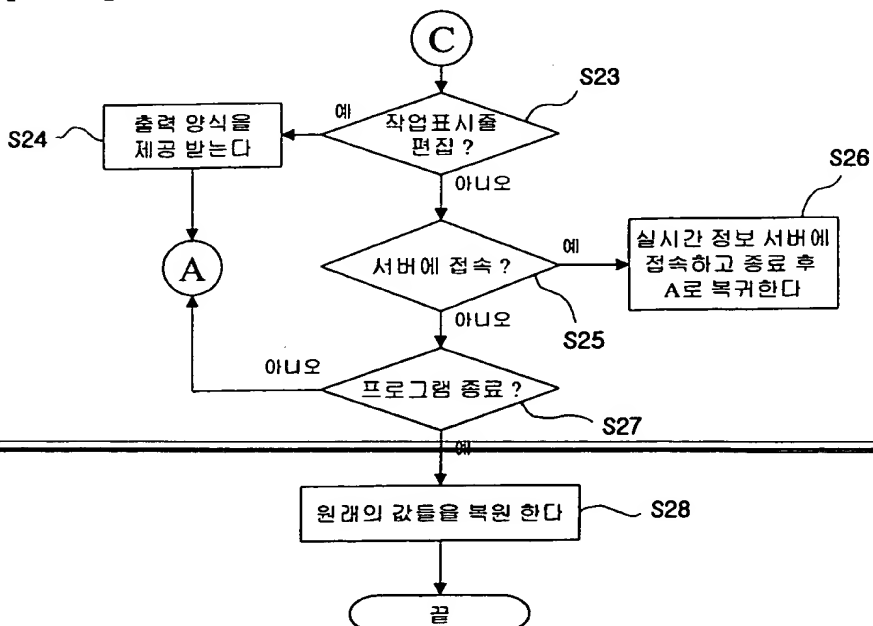 C
S23
예
작업표시줄
편집 ?
S24
출력 양식을
제공 받는다
아니오
S26
A
서버에 접속 ?
예
실시간 정보 서버에
접속하고 종료 후
A로 복귀한다
S25
아니오
아니오
프로그램 종료 ?
S27
예
원래의 값들을 복원 한다
S28
끝